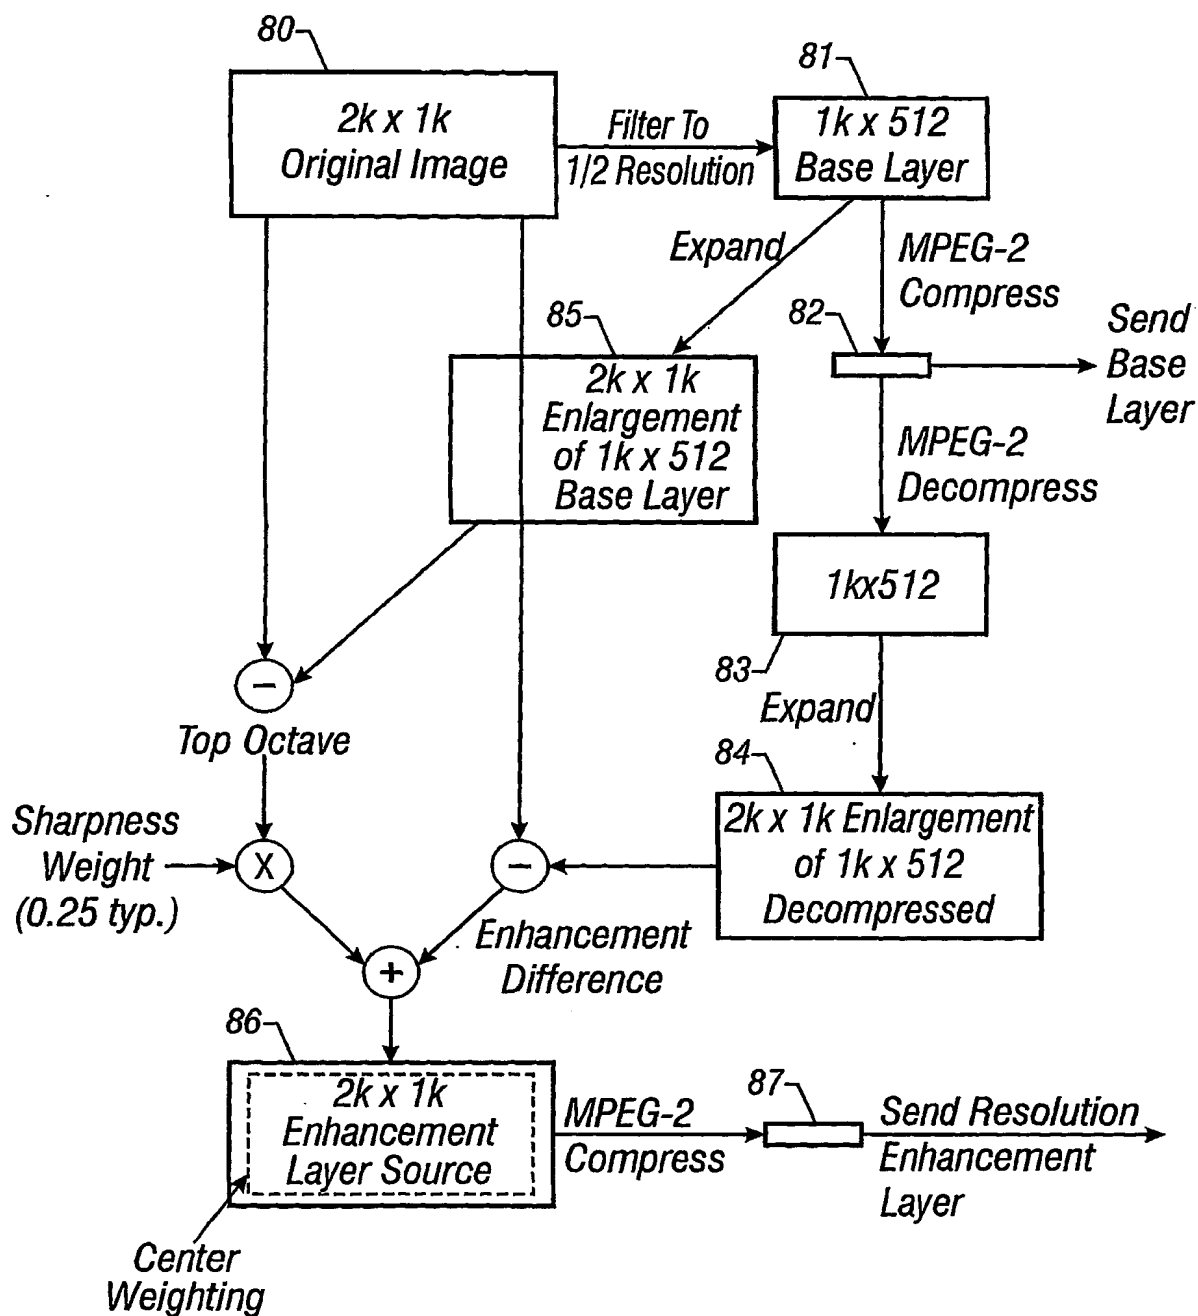 80
2k x 1k
Original Image
Filter To
1/2 Resolution
81
1k x 512
Base Layer
Expand
MPEG-2
Compress
82
Send
Base
Layer
85
2k x 1k
Enlargement
of 1k x 512
Base Layer
MPEG-2
Decompress
1kx512
83
Expand
−
Top Octave
84
2k x 1k Enlargement
of 1k x 512
Decompressed
Sharpness
Weight
(0.25 typ.)
X
−
Enhancement
Difference
+
86
2k x 1k
Enhancement
Layer Source
MPEG-2
Compress
87
Send Resolution
Enhancement
Layer
Center
Weighting